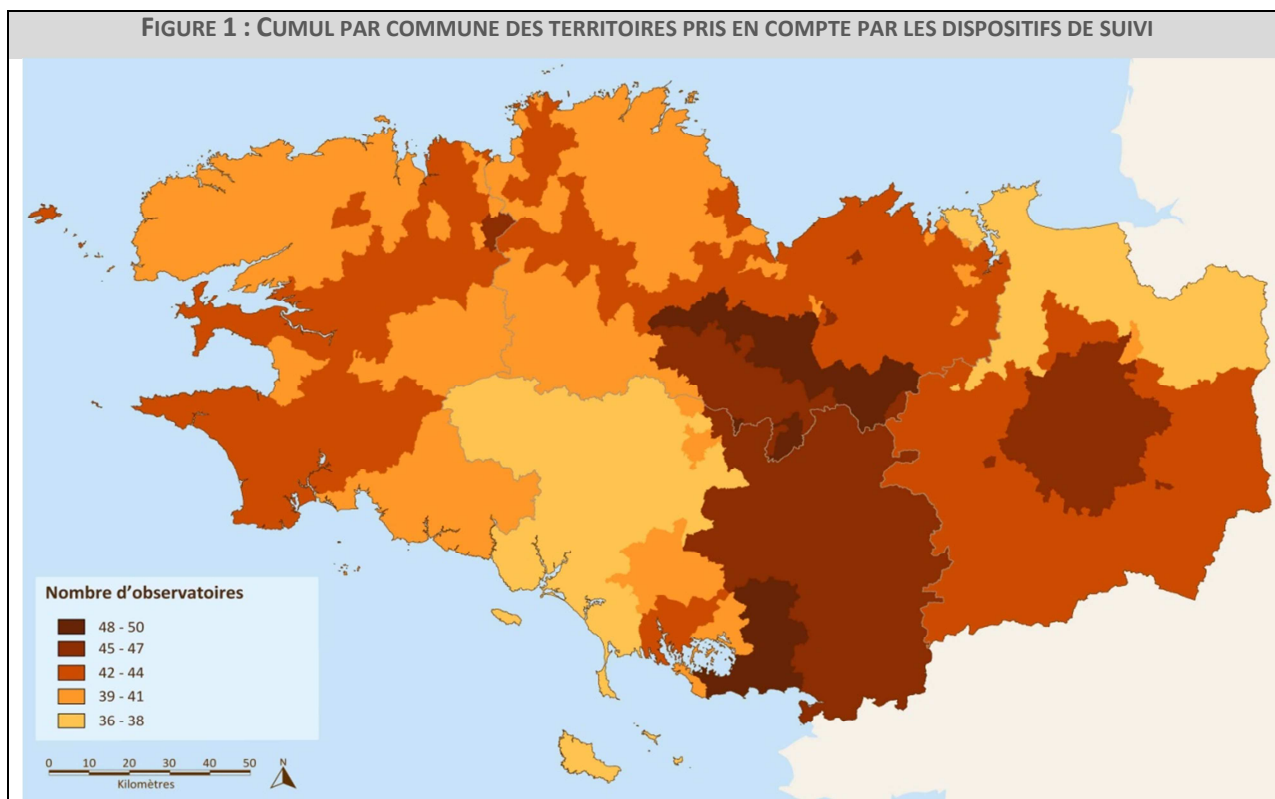 FIGURE 1 : CUMUL PAR COMMUNE DES TERRITOIRES PRIS EN COMPTE PAR LES DISPOSITIFS DE SUIVI
Nombre d'observatoires
48 - 50
45 - 47
42 - 44
39 - 41
36 - 38
0 10 20 30 40 50
Kilomètres
N